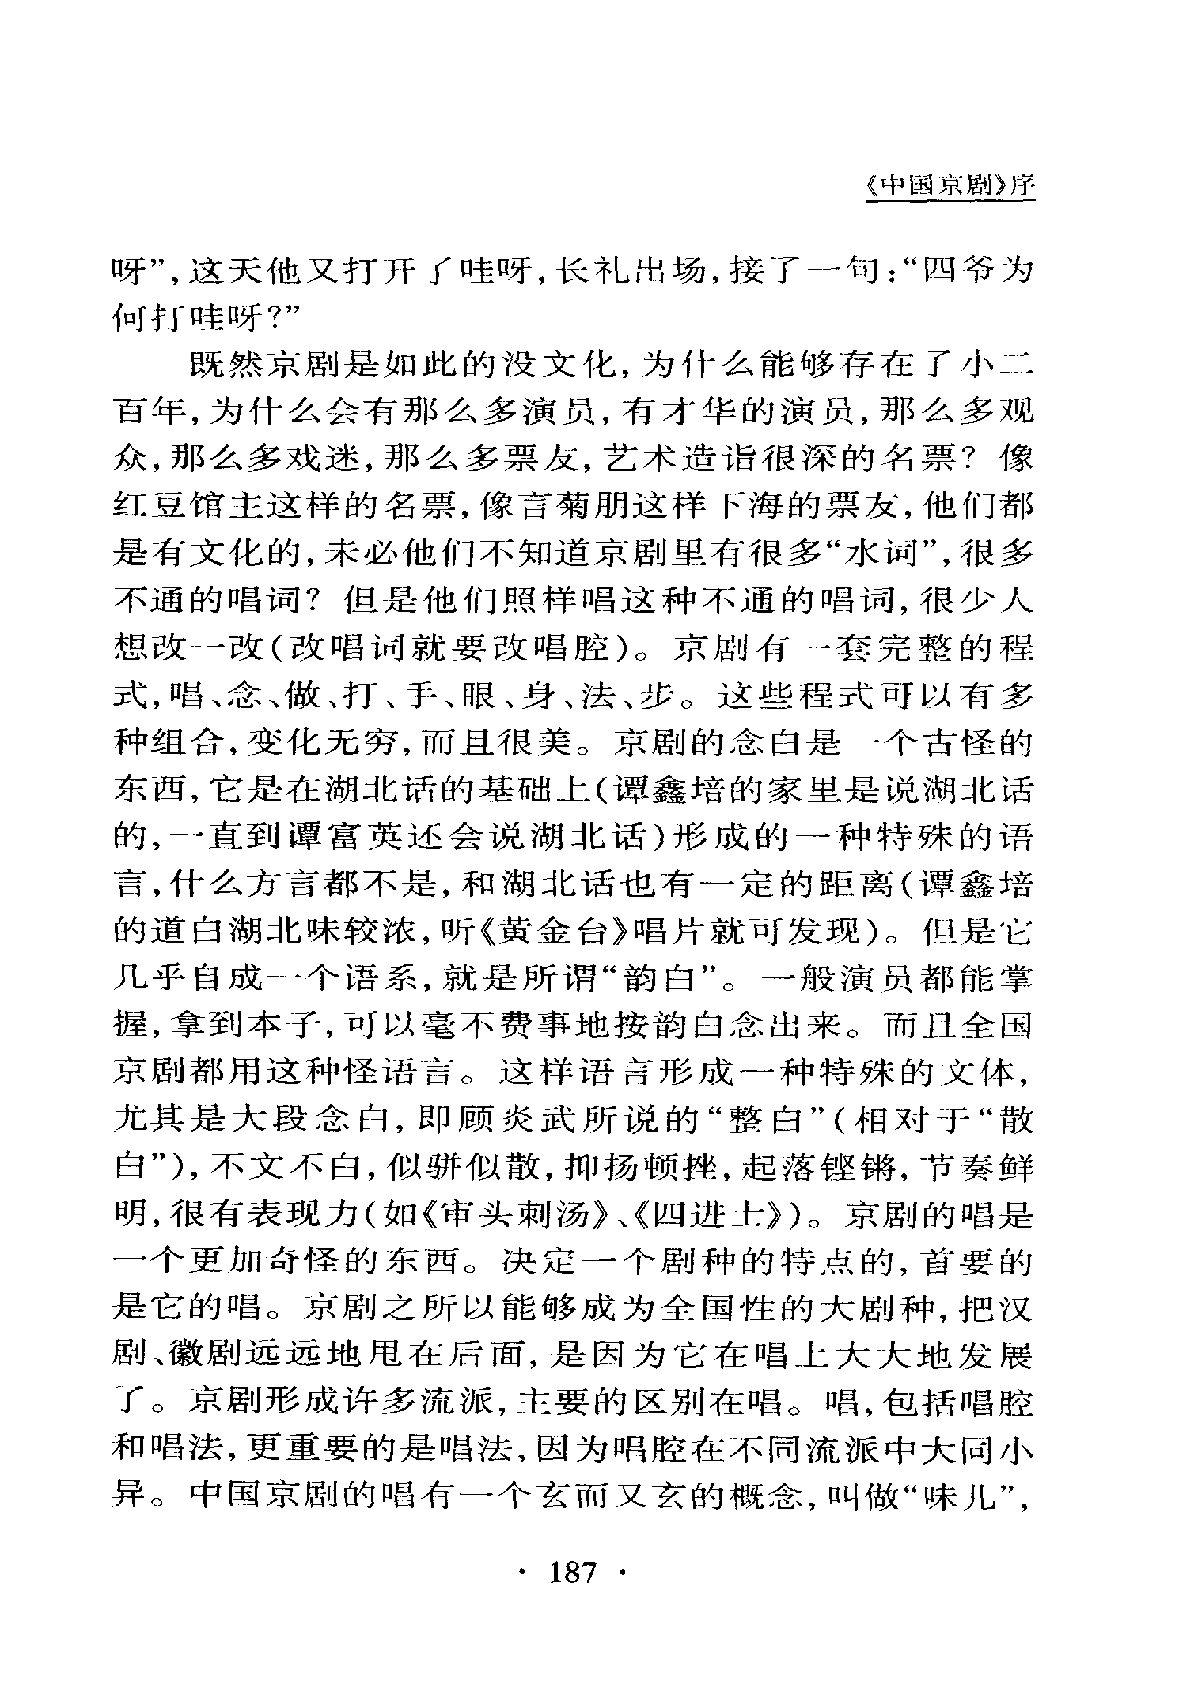 《中国京剧》序
呀”，这天他又打开了哇呀，长礼出场，接了一句：“四爷为
何打哇呀？”
既然京剧是如此的没文化，为什么能够存在了小二
百年，为什么会有那么多演员，有才华的演员，那么多观
众，那么多戏迷，那么多票友，艺术造诣很深的名票？像
红豆馆主这样的名票，像言菊朋这样下海的票友，他们都
是有文化的，未必他们不知道京剧里有很多“水词”，很多
不通的唱词？但是他们照样唱这种不通的唱词，很少人
想改一改（改唱词就要改唱腔）。京剧有一套完整的程
式，唱、念、做、打、手、眼、身、法、步。这些程式可以有多
种组合，变化无穷，而且很美。京剧的念白是一个古怪的
东西，它是在湖北话的基础上（谭鑫培的家里是说湖北话
的，一直到谭富英还会说湖北话）形成的一种特殊的语
言，什么方言都不是，和湖北话也有一定的距离（谭鑫培
的道白湖北味较浓，听《黄金台》唱片就可发现）。但是它
几乎自成一个语系，就是所谓“韵白”。一般演员都能掌
握，拿到本子，可以毫不费事地按韵白念出来。而且全国
京剧都用这种怪语言。这样语言形成一种特殊的文体，
尤其是大段念白，即顾炎武所说的“整白”（相对于“散
白”），不文不白，似骈似散，抑扬顿挫，起落铿锵，节奏鲜
明，很有表现力（如《审头刺汤》、《四进士》）。京剧的唱是
一个更加奇怪的东西。决定一个剧种的特点的，首要的
是它的唱。京剧之所以能够成为全国性的大剧种，把汉
剧、徽剧远远地甩在后面，是因为它在唱上大大地发展
了。京剧形成许多流派，主要的区别在唱。唱，包括唱腔
和唱法，更重要的是唱法，因为唱腔在不同流派中大同小
异。中国京剧的唱有一个玄而又玄的概念，叫做“味儿”，
· 187 ·